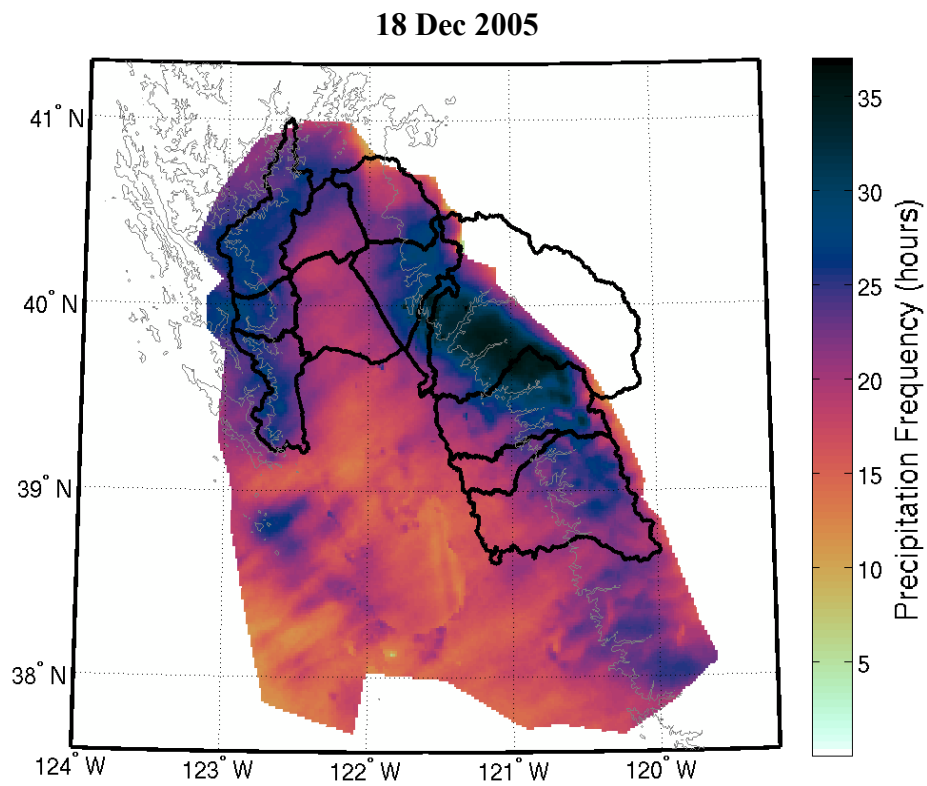 18 Dec 2005
41° N
40° N
39° N
38° N
124° W
123° W
122° W
121° W
120° W
35
30
25
20
15
10
5
Precipitation Frequency (hours)